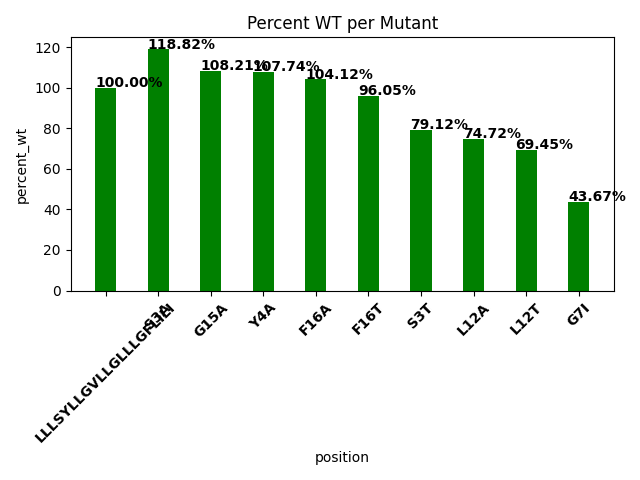 Percent WT per Mutant
percent_wt
120
100
80
60
40
20
0
100.00%
118.82%
108.21%
107.74%
104.12%
96.05%
79.12%
74.72%
69.45%
43.67%
S3A
G15A
Y4A
F16A
F16T
S3T
L12A
L12T
G7I
position